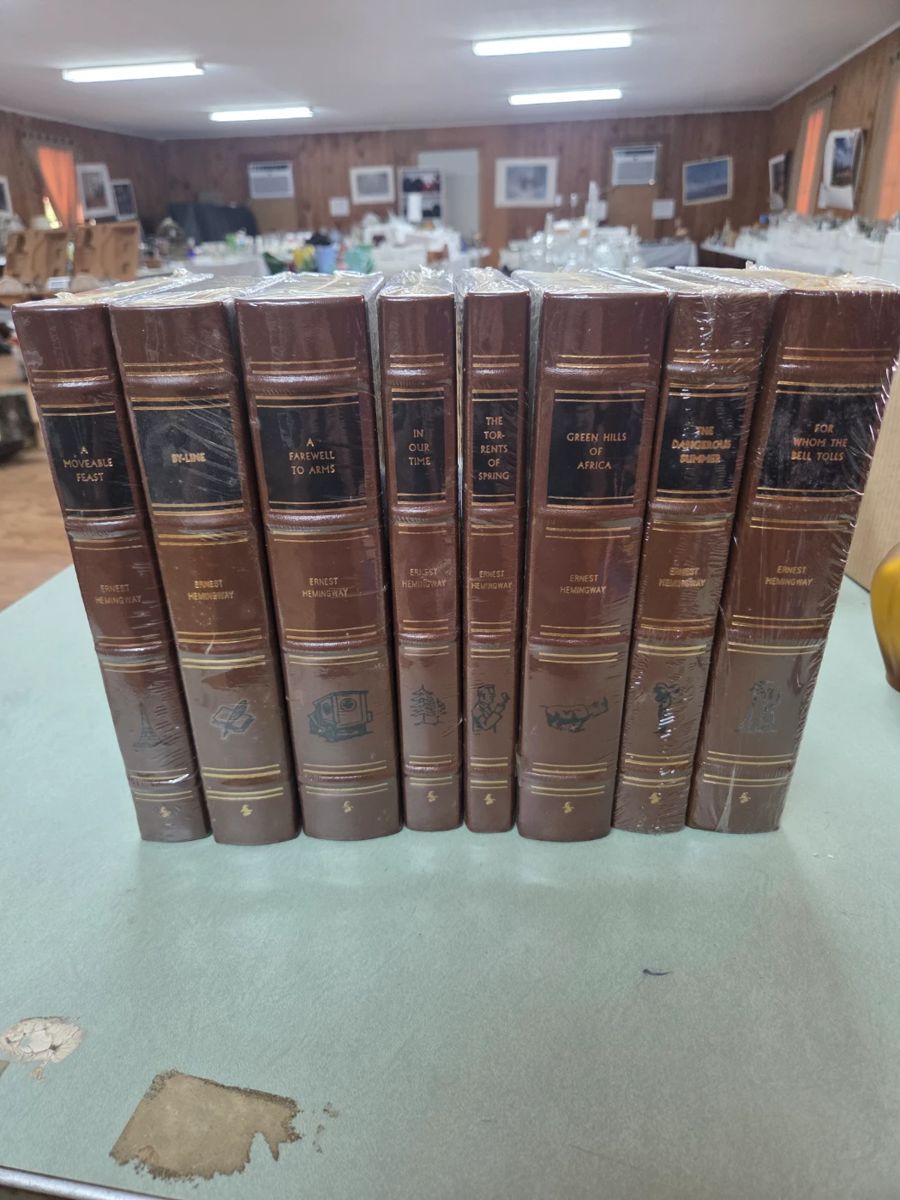 A
MOVEABLE
FEAST
ERNEST
HEMINGWAY
BY-LINE
ERNEST
HEMINGWAY
A
FAREWELL
TO ARMS
ERNEST
HEMINGWAY
IN
OUR
TIME
ERNEST
HEMINGWAY
THE
TOR-
RENTS
OF
SPRING
ERNEST
HEMINGWAY
GREEN HILLS
OF
AFRICA
ERNEST
HEMINGWAY
THE
DANGEROUS
SUMMER
ERNEST
HEMINGWAY
FOR
WHOM THE
BELL TOLLS
ERNEST
HEMINGWAY